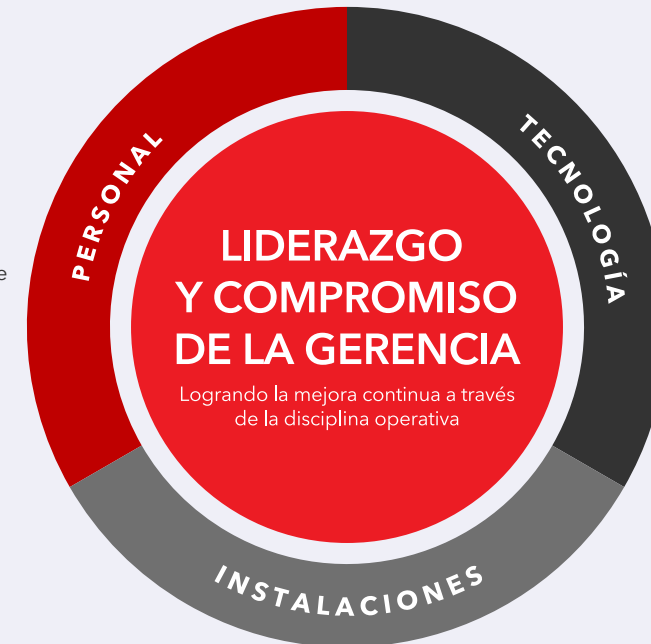 PERSONAL
TECNOLOGÍA
e
LIDERAZGO
Y COMPROMISO
DE LA GERENCIA
Logrando la mejora continua a través
de la disciplina operativa
INSTALACIONES